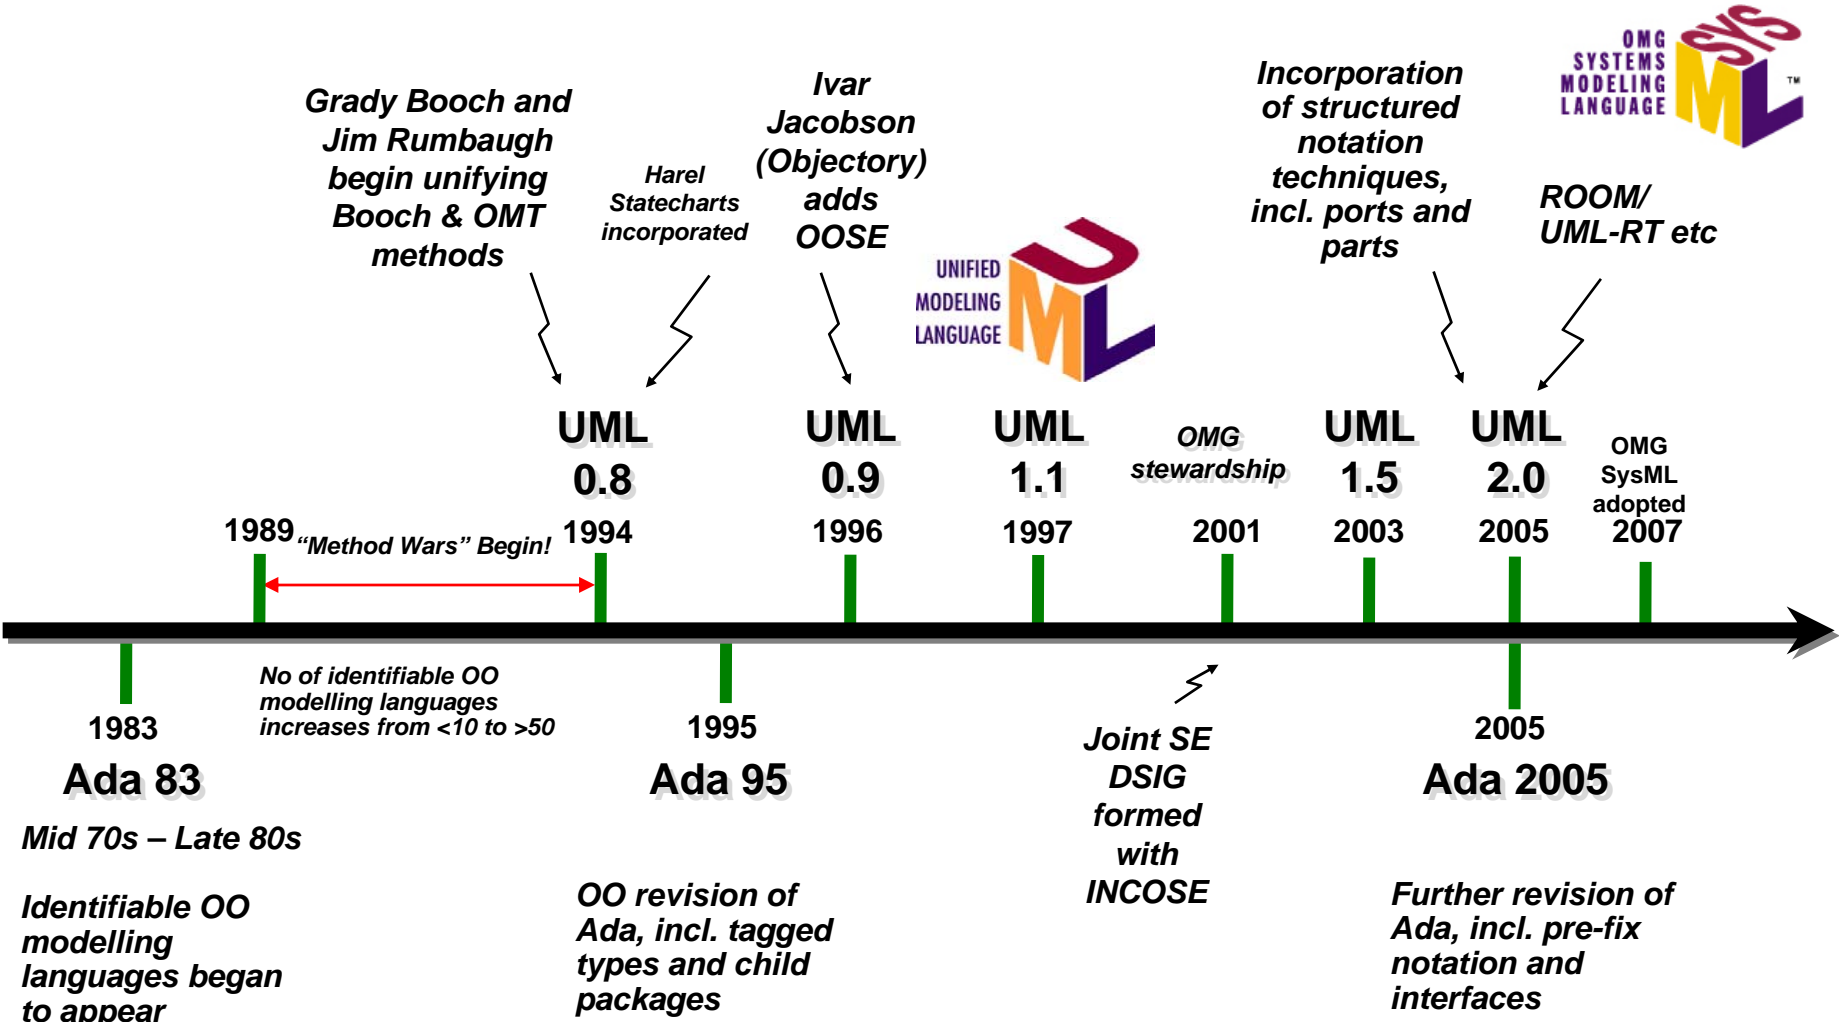 OMG
SYSTEMS
MODELING
LANGUAGE
SYS
ML
TM
Grady Booch and
Jim Rumbaugh
begin unifying
Booch & OMT
methods
Harel
Statecharts
incorporated
Ivar
Jacobson
(Objectory)
adds
OOSE
UNIFIED
MODELING
LANGUAGE
UML
Incorporation
of structured
notation
techniques,
incl. ports and
parts
ROOM/
UML-RT etc
UML
0.8
UML
0.9
UML
1.1
OMG
stewardship
UML
1.5
UML
2.0
OMG
SysML
adopted
1989
“Method Wars” Begin!
1994
1996
1997
2001
2003
2005
2007
1983
Ada 83
No of identifiable OO
modelling languages
increases from <10 to >50
1995
Ada 95
Joint SE
DSIG
formed
with
INCOSE
2005
Ada 2005
Mid 70s – Late 80s
Identifiable OO
modelling
languages began
to appear
OO revision of
Ada, incl. tagged
types and child
packages
Further revision of
Ada, incl. pre-fix
notation and
interfaces